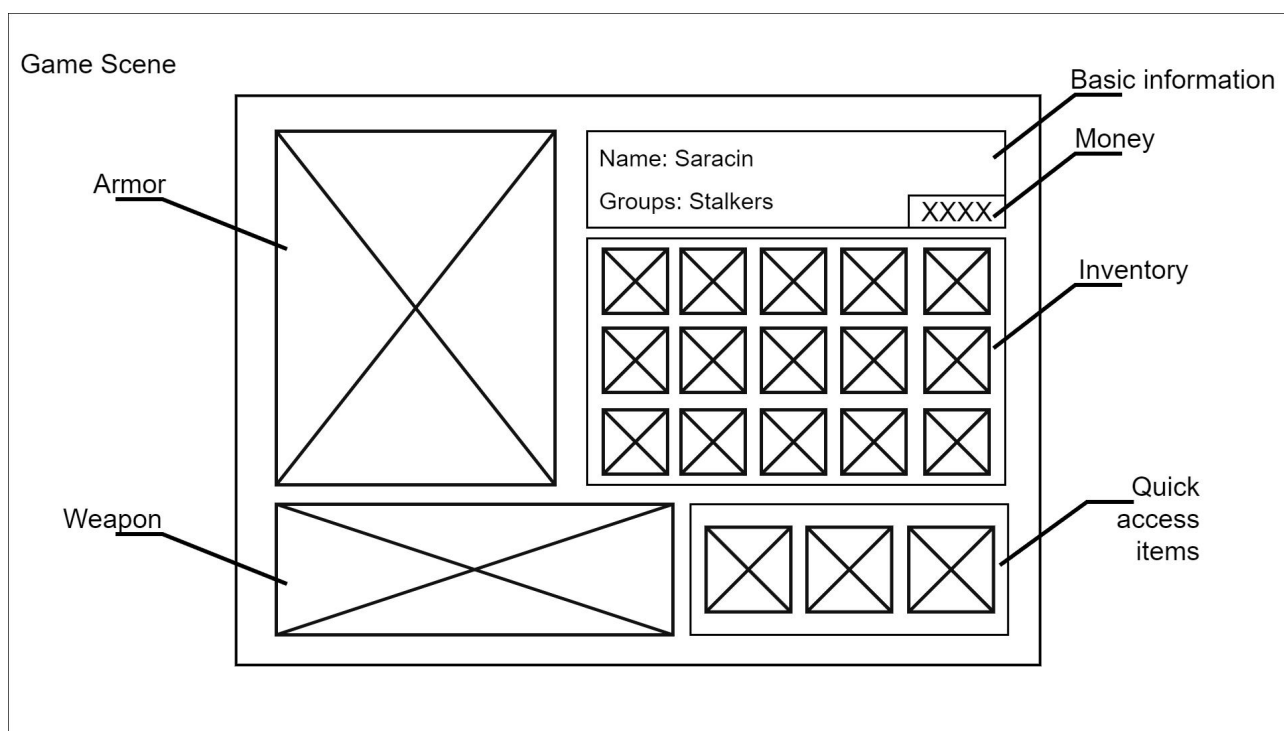 Game Scene
Basic information
Money
Name: Saracin
Armor
Groups: Stalkers
XXXX
Inventory
Weapon
Quick
access
items